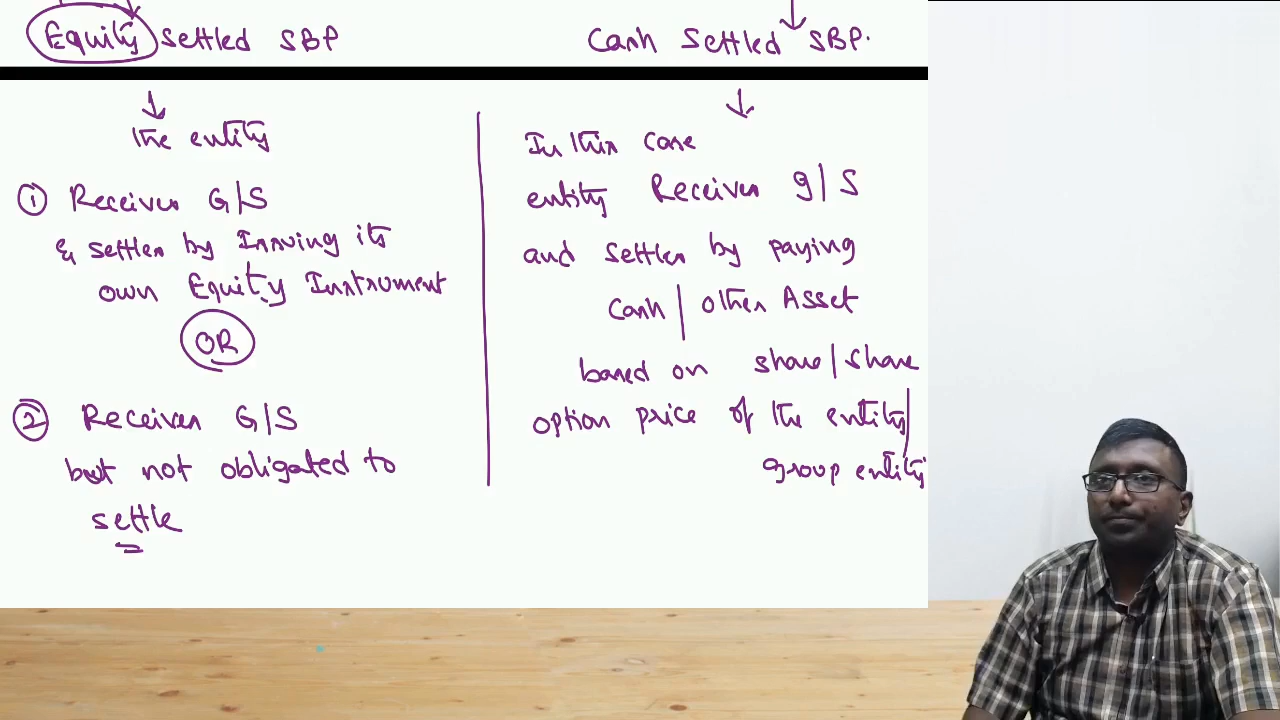 Equity settled SBP
Cash Settled SBP.
the entity
① Receives G/S
& settles by Issuing its
own Equity Instrument
OR
② Receives G/S
but not obligated to
settle
In this case
entity Receives G/S
and settles by paying
Cash | other Asset
based on share/share
option price of the entity/
group entity